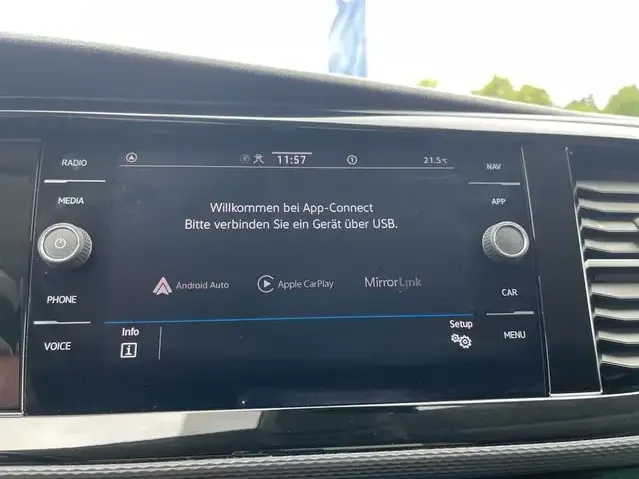 RADIO
11:57
1
21.5°C
NAV
MEDIA
APP
Willkommen bei App-Connect
Bitte verbinden Sie ein Gerät über USB.
Android Auto
Apple CarPlay
MirrorLink
PHONE
CAR
Info
Setup
VOICE
MENU